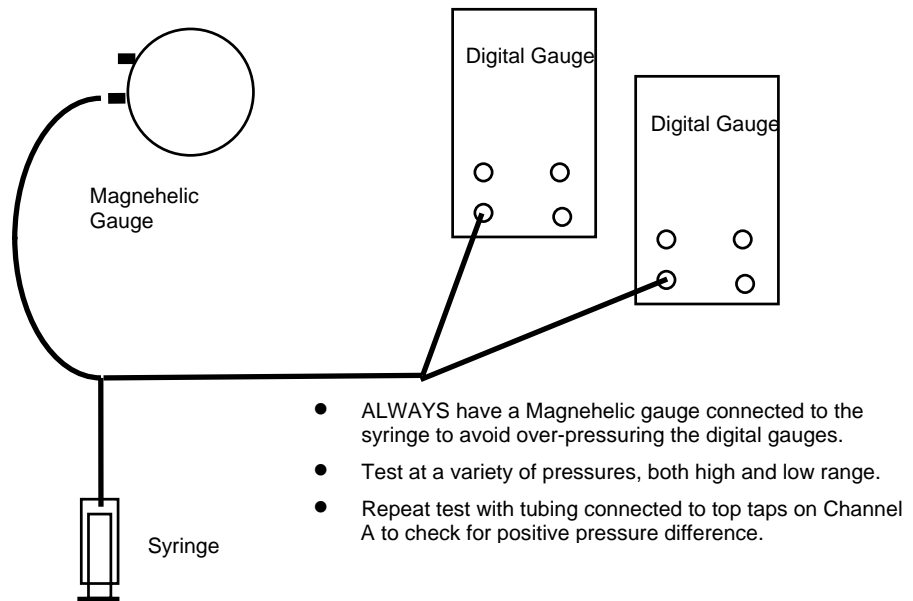 Digital Gauge
Digital Gauge
Magnehelic
Gauge
● ALWAYS have a Magnehelic gauge connected to the
syringe to avoid over-pressuring the digital gauges.
● Test at a variety of pressures, both high and low range.
● Repeat test with tubing connected to top taps on Channel
A to check for positive pressure difference.
Syringe